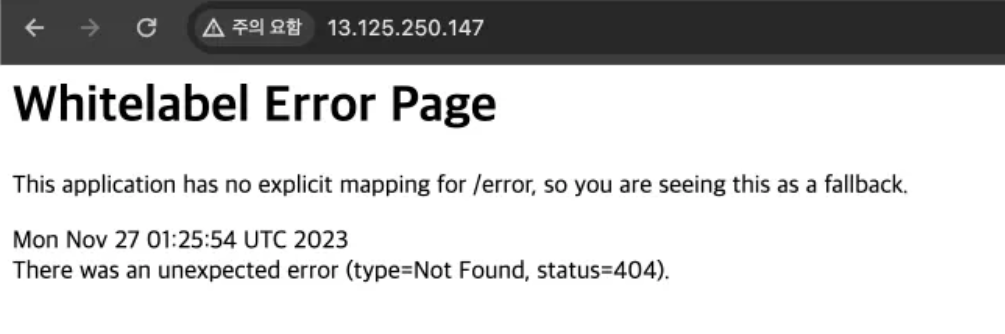 주의 요함 13.125.250.147
Whitelabel Error Page
This application has no explicit mapping for /error, so you are seeing this as a fallback.
Mon Nov 27 01:25:54 UTC 2023
There was an unexpected error (type=Not Found, status=404).